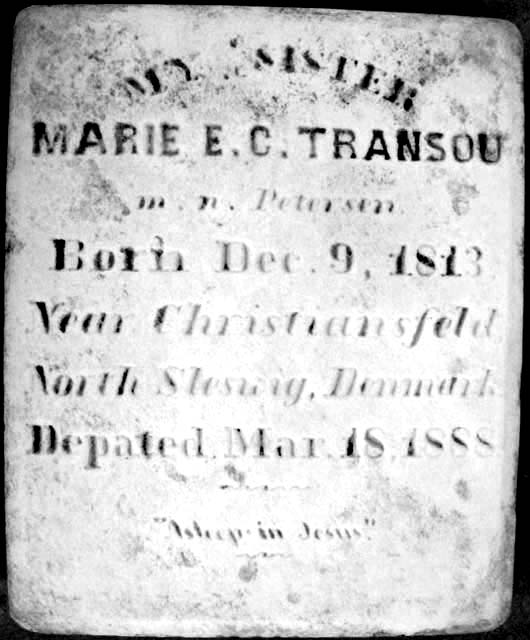 MY SISTER
MARIE E. C. TRANSOU
m. n. Petersen.
Born Dec. 9, 1813
Near Christiansfeld
North Sleswig, Denmark
Depated Mar. 18, 1888
"Asleep in Jesus"